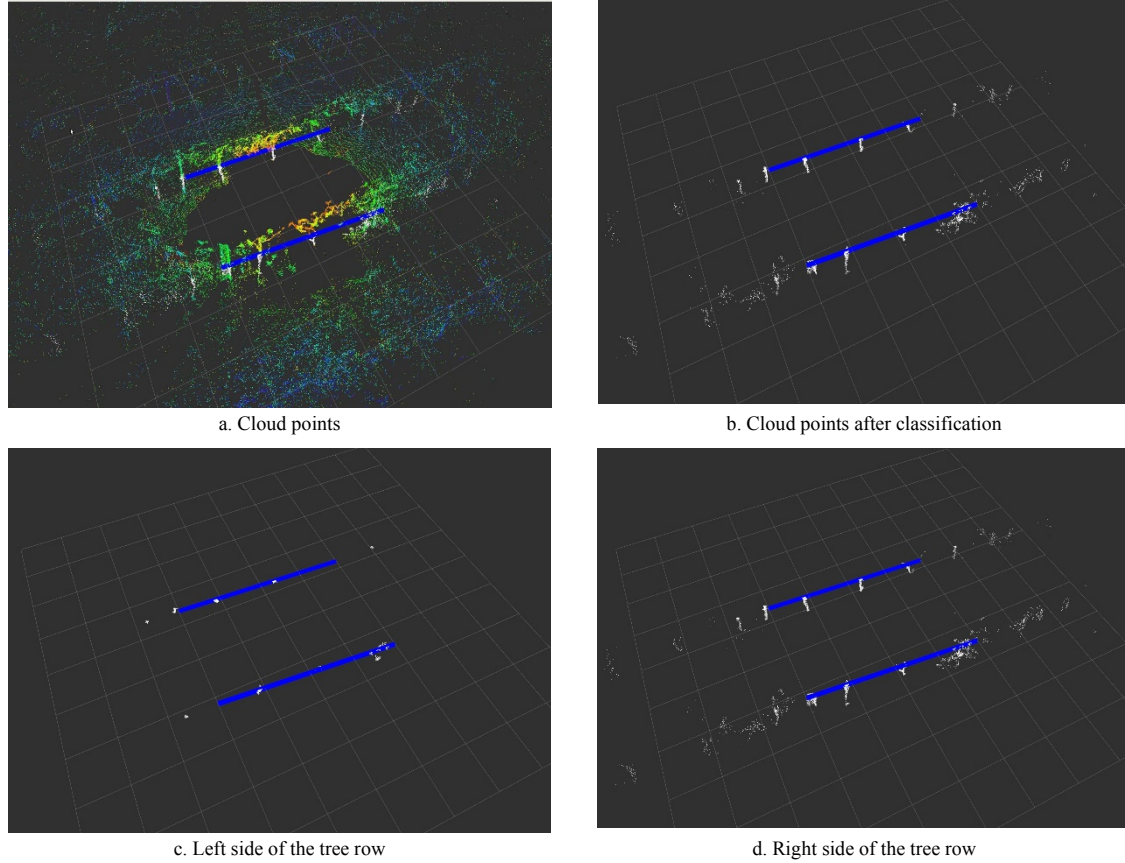 a. Cloud points
b. Cloud points after classification
c. Left side of the tree row
d. Right side of the tree row